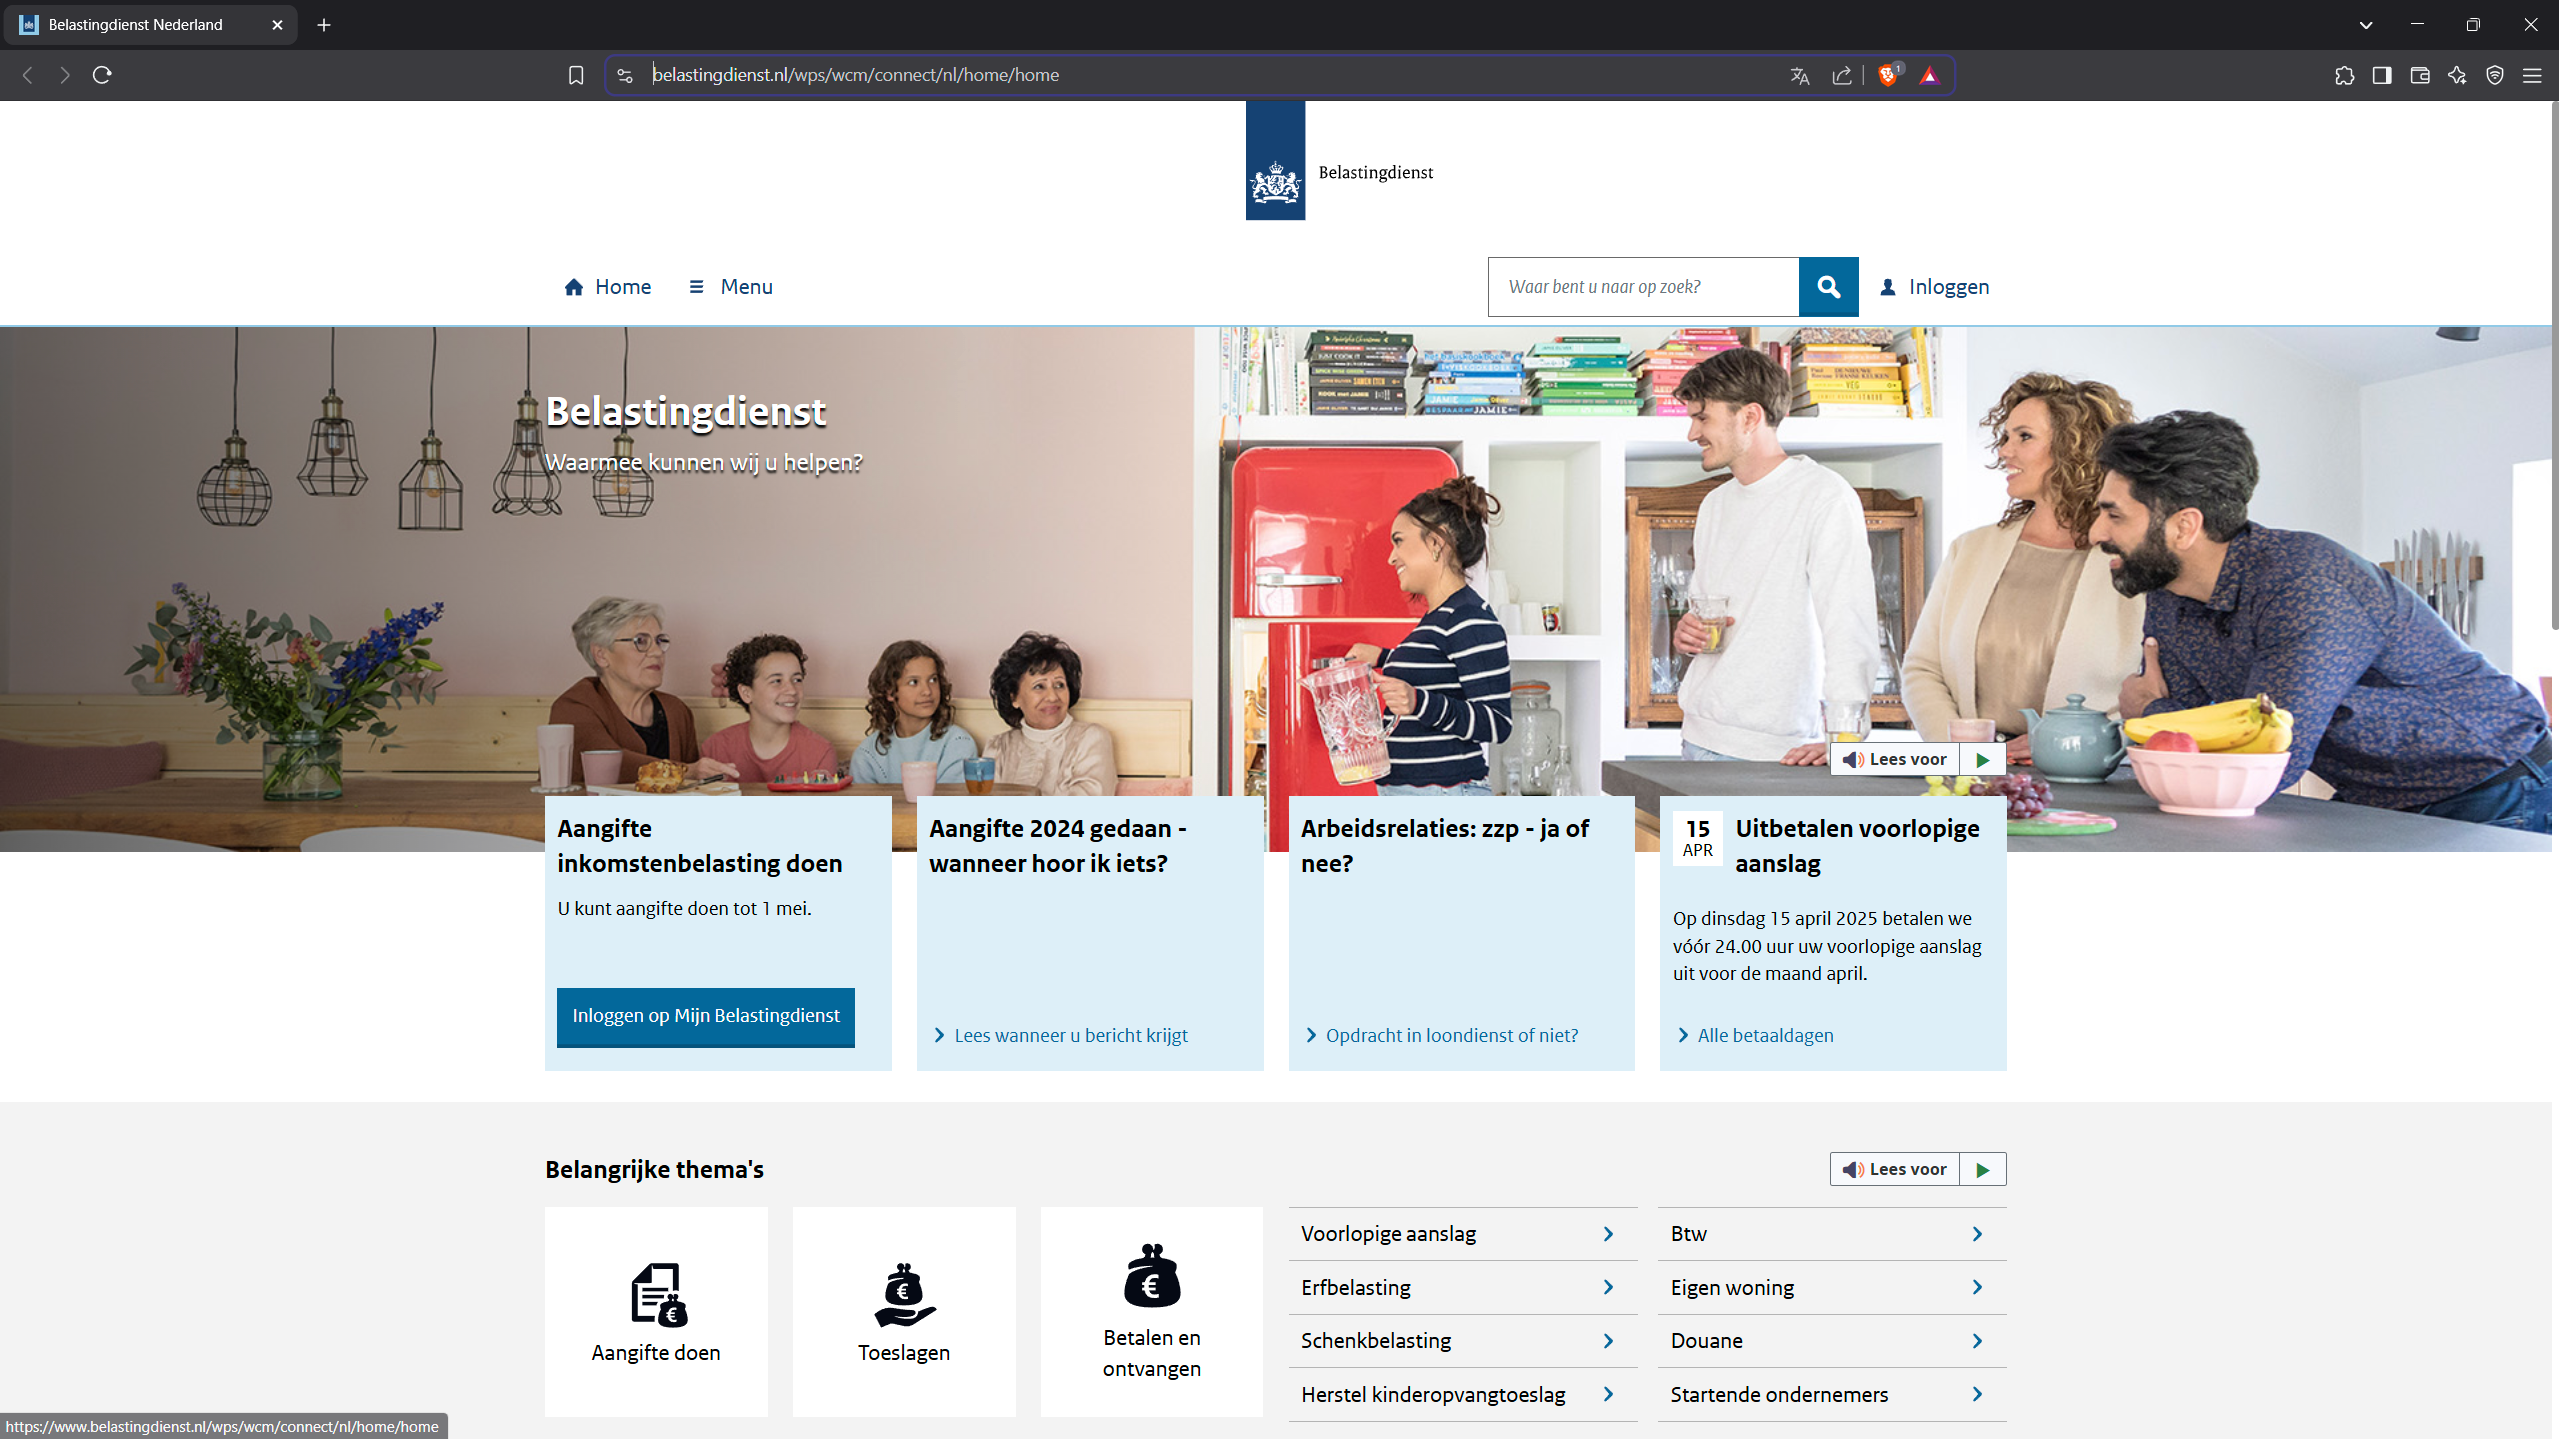 Belastingdienst Nederland
belastingdienst.nl/wps/wcm/connect/nl/home/home
1
Belastingdienst
Home
Menu
Waar bent u naar op zoek?
Inloggen
Belastingdienst
Waarmee kunnen wij u helpen?
Lees voor
Aangifte
inkomstenbelasting doen
U kunt aangifte doen tot 1 mei.
Inloggen op Mijn Belastingdienst
Aangifte 2024 gedaan -
wanneer hoor ik iets?
Lees wanneer u bericht krijgt
Arbeidsrelaties: zzp - ja of
nee?
Opdracht in loondienst of niet?
15
APR
Uitbetalen voorlopige
aanslag
Op dinsdag 15 april 2025 betalen we
vóór 24.00 uur uw voorlopige aanslag
uit voor de maand april.
Alle betaaldagen
Belangrijke thema's
Lees voor
Aangifte doen
Toeslagen
Betalen en
ontvangen
Voorlopige aanslag
Erfbelasting
Schenkbelasting
Herstel kinderopvangtoeslag
Btw
Eigen woning
Douane
Startende ondernemers
https://www.belastingdienst.nl/wps/wcm/connect/nl/home/home